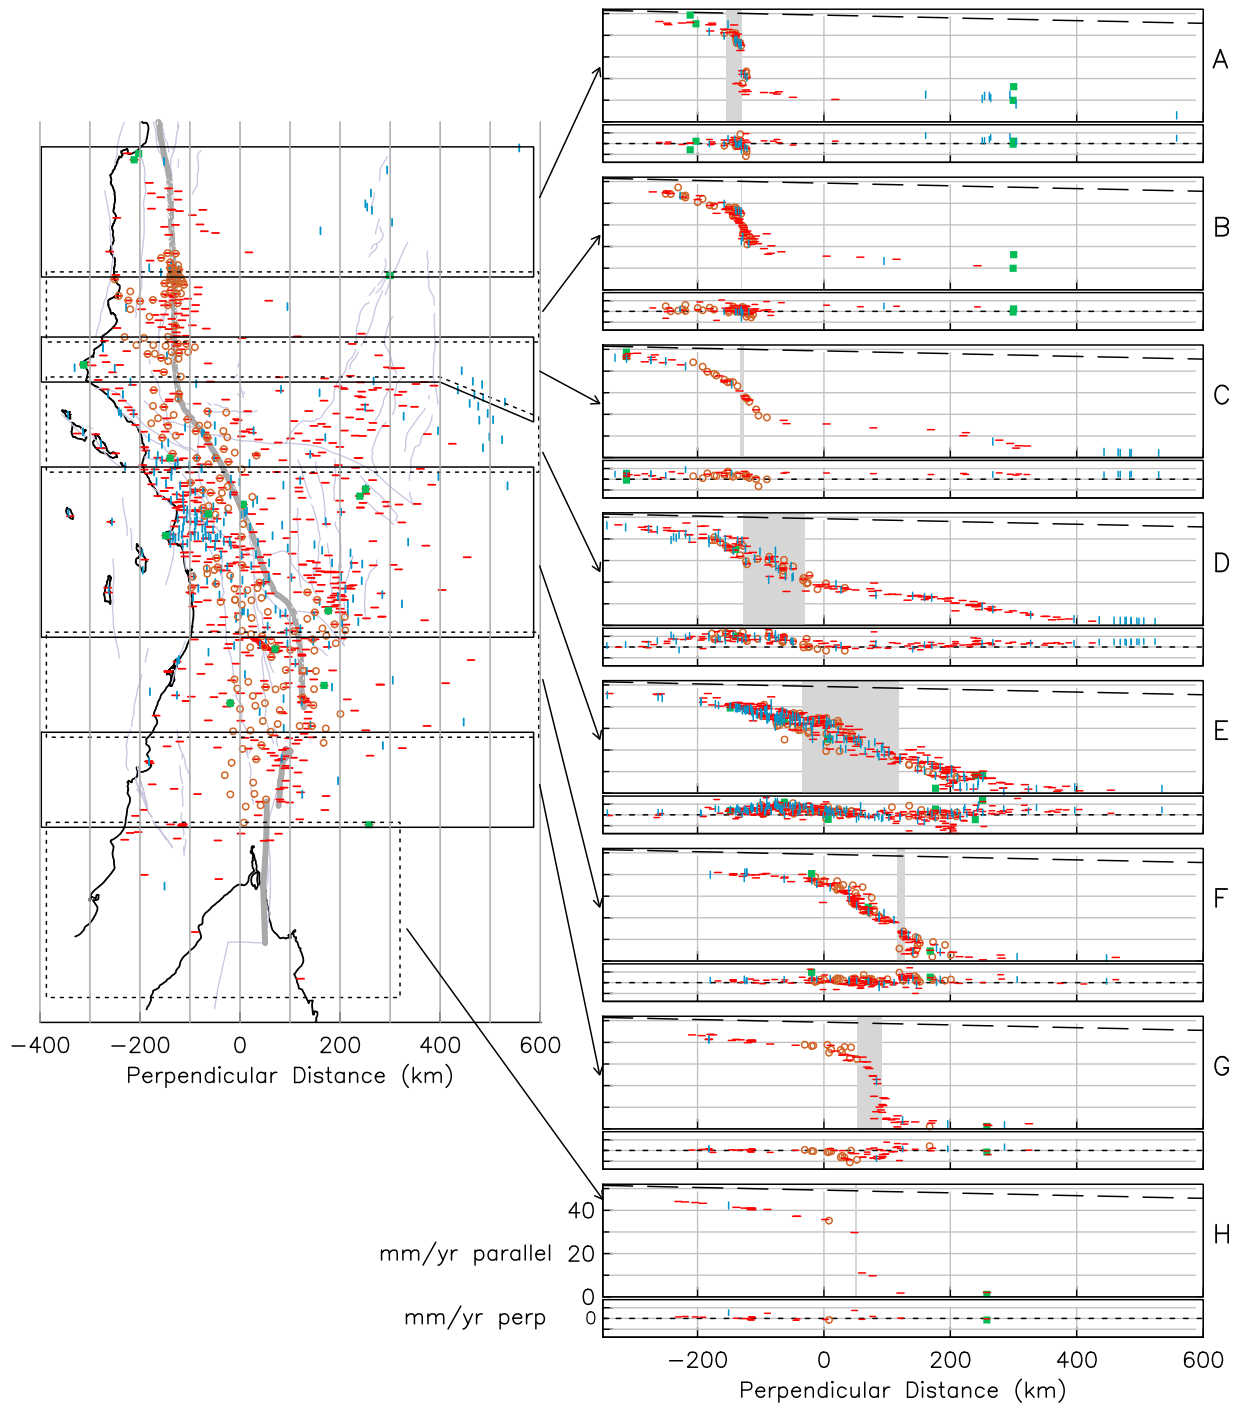 A
B
C
D
E
F
G
H
−400 −200 0 200 400 600
Perpendicular Distance (km)
40
mm/yr parallel 20
0
mm/yr perp 0
−200 0 200 400 600
Perpendicular Distance (km)